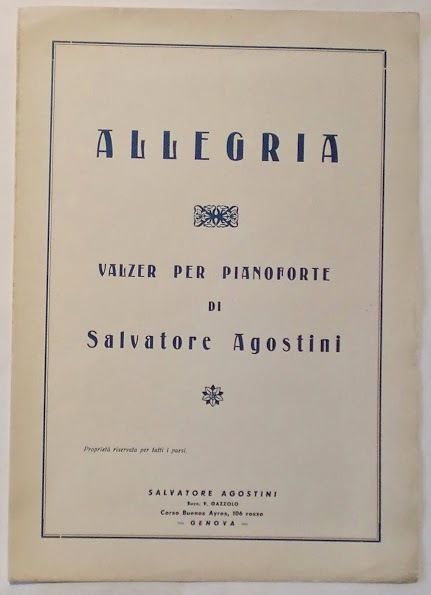 ALLEGRIA
VALZER PER PIANOFORTE
DI
Salvatore Agostini
Proprietà riservata per tutti i paesi.
SALVATORE AGOSTINI
Succ. F. GAZZOLO
Corso Buenos Ayres, 106 rosso
— GENOVA —